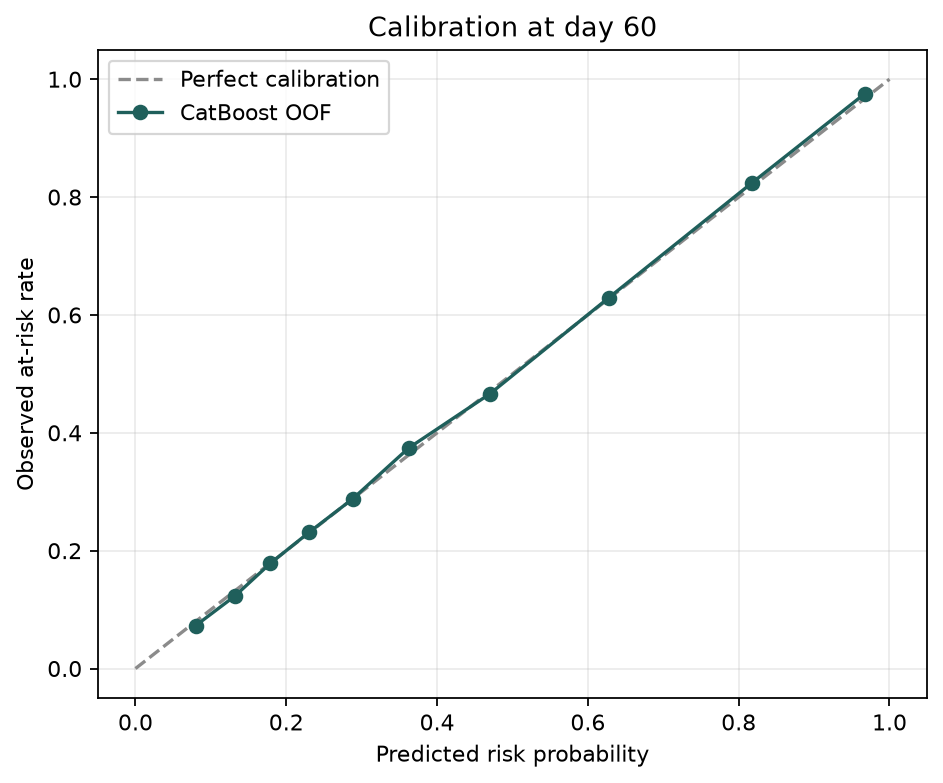 Calibration at day 60
Perfect calibration
CatBoost OOF
Observed at-risk rate
1.0
0.8
0.6
0.4
0.2
0.0
0.0 0.2 0.4 0.6 0.8 1.0
Predicted risk probability